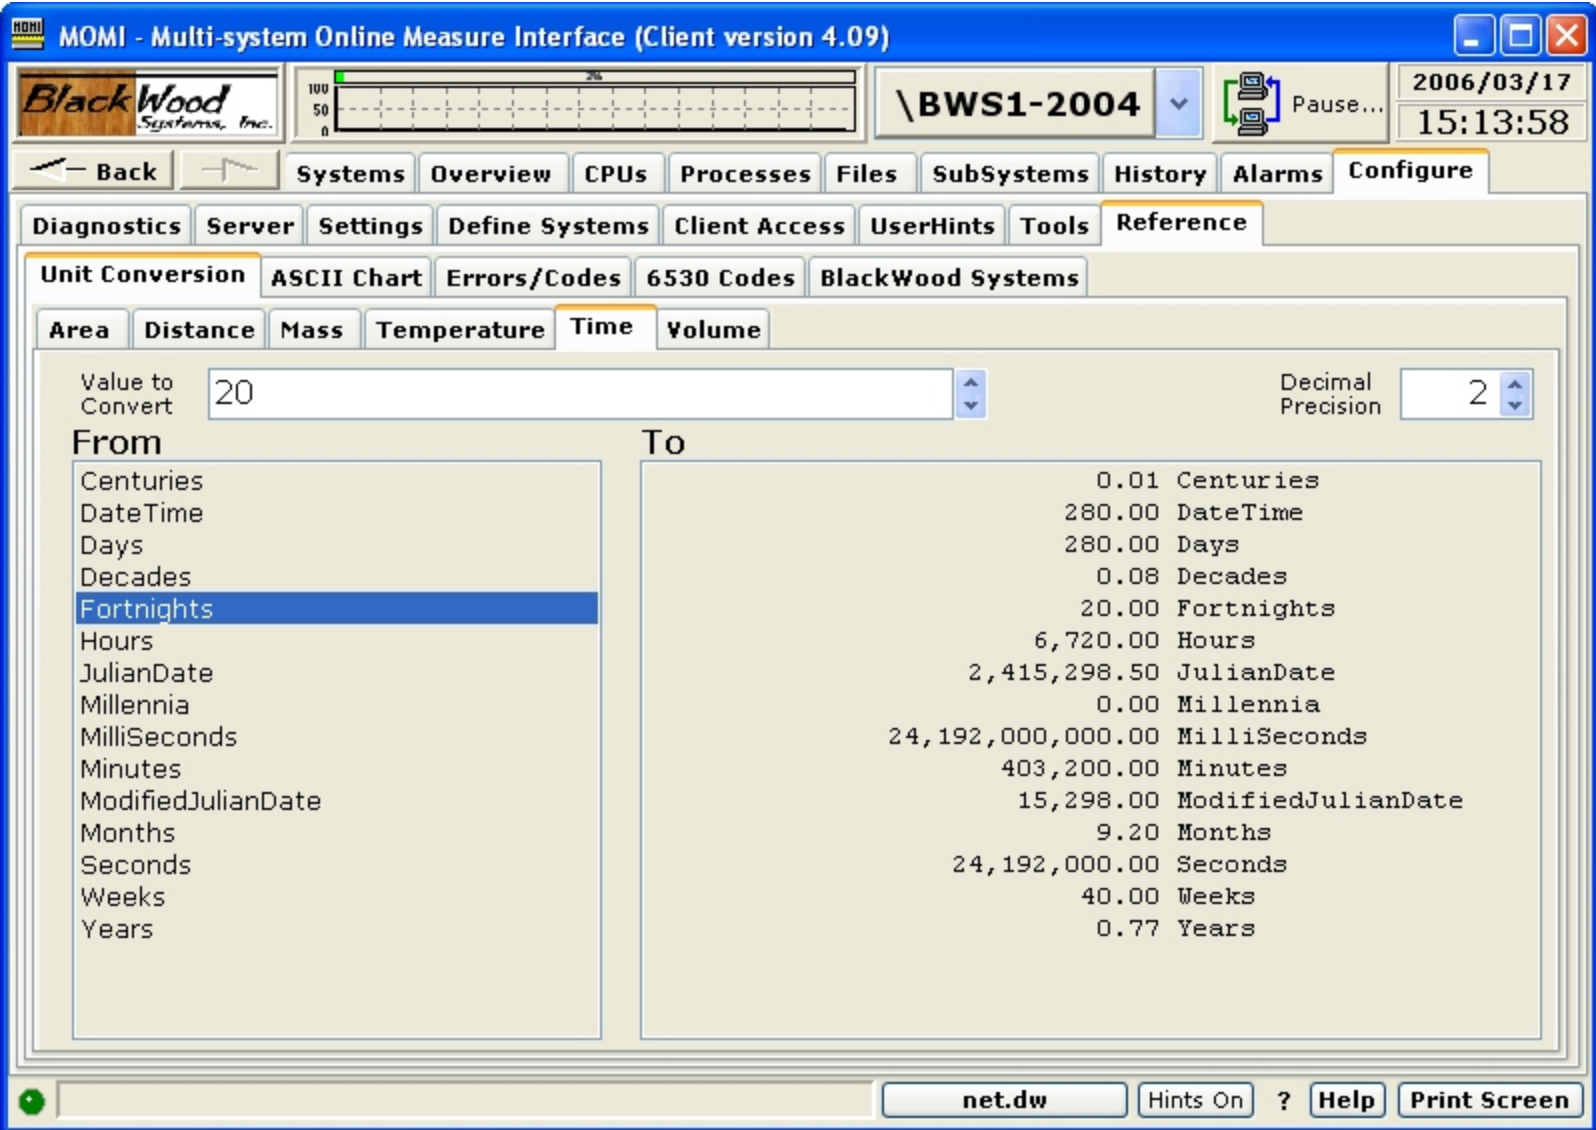 MOMI
MOMI - Multi-system Online Measure Interface (Client version 4.09)
BlackWood
Systems, Inc.
100
50
0
2%
\BWS1-2004
Pause...
2006/03/17
15:13:58
Back
Systems Overview CPUs Processes Files SubSystems History Alarms Configure
Diagnostics Server Settings Define Systems Client Access UserHints Tools Reference
Unit Conversion ASCII Chart Errors/Codes 6530 Codes BlackWood Systems
Area Distance Mass Temperature Time Volume
Value to
Convert
20
Decimal
Precision
2
From
Centuries
DateTime
Days
Decades
Fortnights
Hours
JulianDate
Millennia
MilliSeconds
Minutes
ModifiedJulianDate
Months
Seconds
Weeks
Years
To
0.01 Centuries
280.00 DateTime
280.00 Days
0.08 Decades
20.00 Fortnights
6,720.00 Hours
2,415,298.50 JulianDate
0.00 Millennia
24,192,000,000.00 MilliSeconds
403,200.00 Minutes
15,298.00 ModifiedJulianDate
9.20 Months
24,192,000.00 Seconds
40.00 Weeks
0.77 Years
net.dw Hints On ? Help Print Screen